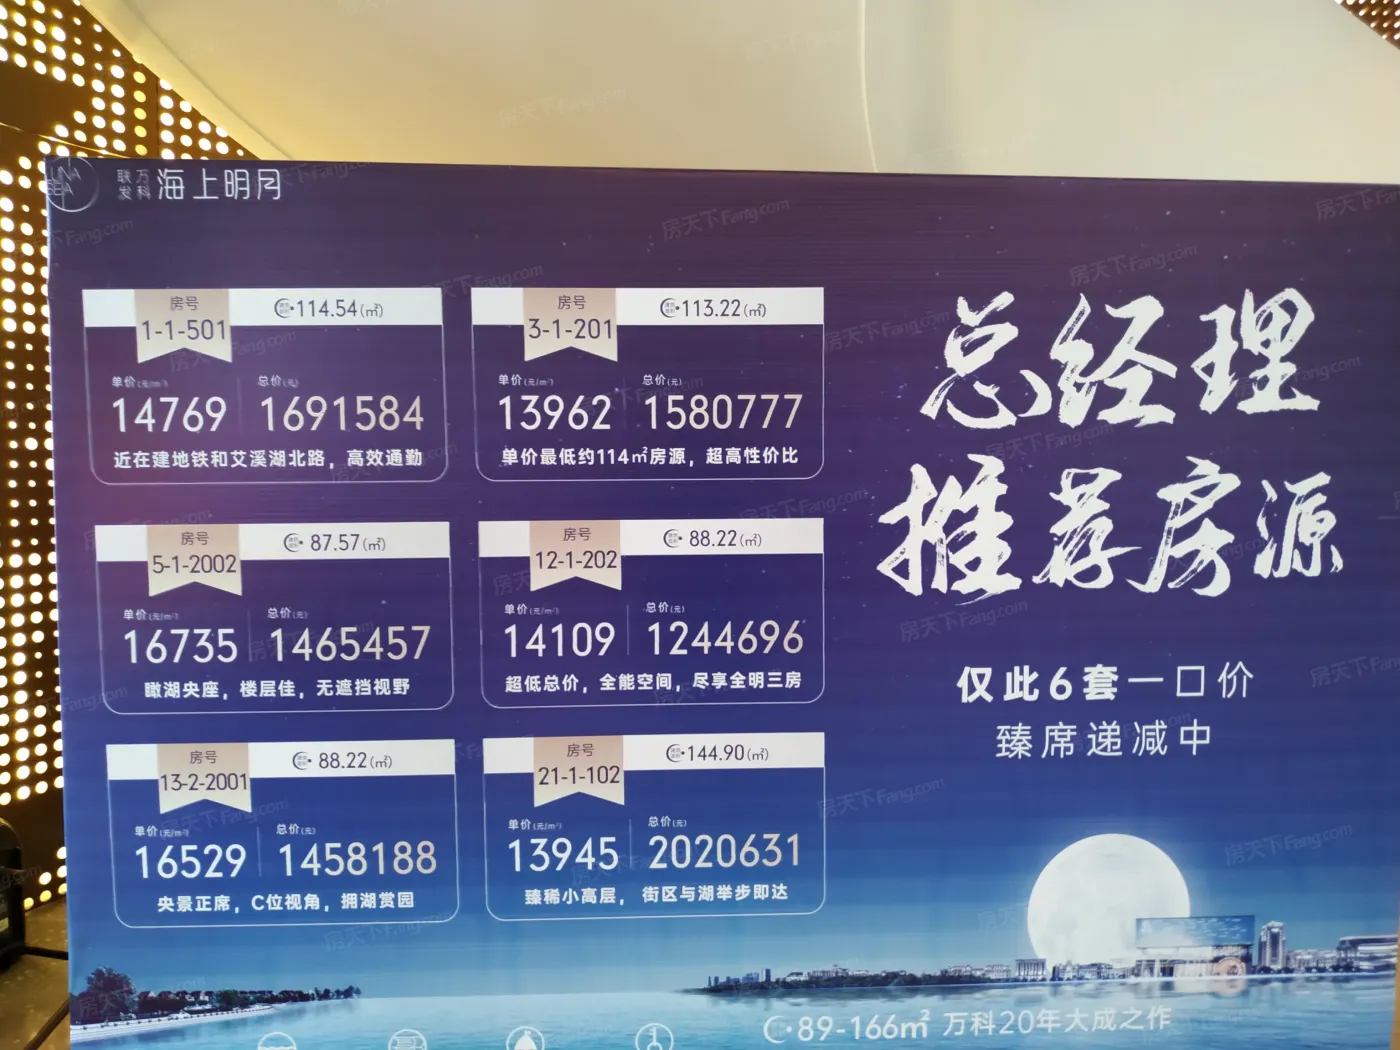 LUNA
SEA
联发 万科 海上明月
房号
1-1-501
114.54(㎡)
单价(元/㎡) 总价(元)
14769 1691584
近在建地铁和艾溪湖北路，高效通勤
房号
3-1-201
113.22(㎡)
单价(元/㎡) 总价(元)
13962 1580777
单价最低约114㎡房源，超高性价比
房号
5-1-2002
87.57(㎡)
单价(元/㎡) 总价(元)
16735 1465457
瞰湖央座，楼层佳，无遮挡视野
房号
12-1-202
88.22(㎡)
单价(元/㎡) 总价(元)
14109 1244696
超低总价，全能空间，尽享全明三房
房号
13-2-2001
88.22(㎡)
单价(元/㎡) 总价(元)
16529 1458188
央景正席，C位视角，拥湖赏园
房号
21-1-102
144.90(㎡)
单价(元/㎡) 总价(元)
13945 2020631
臻稀小高层， 街区与湖举步即达
总经理
推荐房源
仅此6套一口价
臻席递减中
89-166㎡ 万科20年大成之作
房天下Fang.com